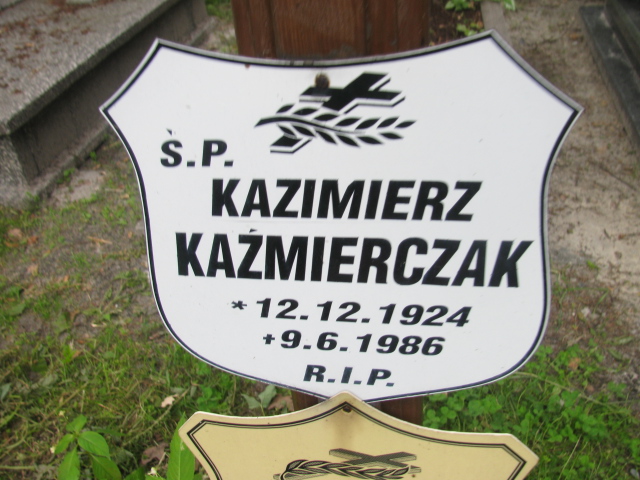 Ś.P.
KAZIMIERZ
KAŹMIERCZAK
*12.12.1924
+9.6.1986
R.I.P.